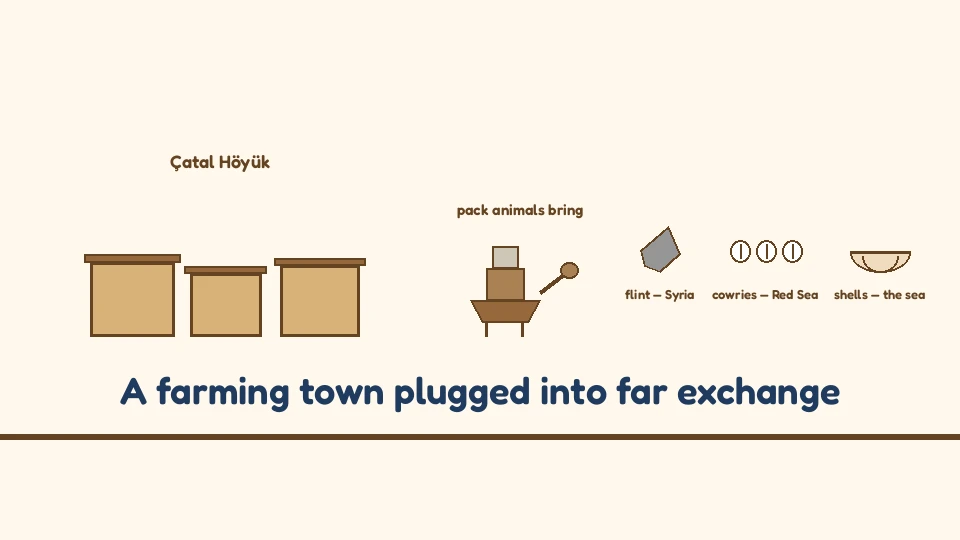 Çatal Höyük
pack animals bring
flint — Syria
cowries — Red Sea
shells — the sea
A farming town plugged into far exchange